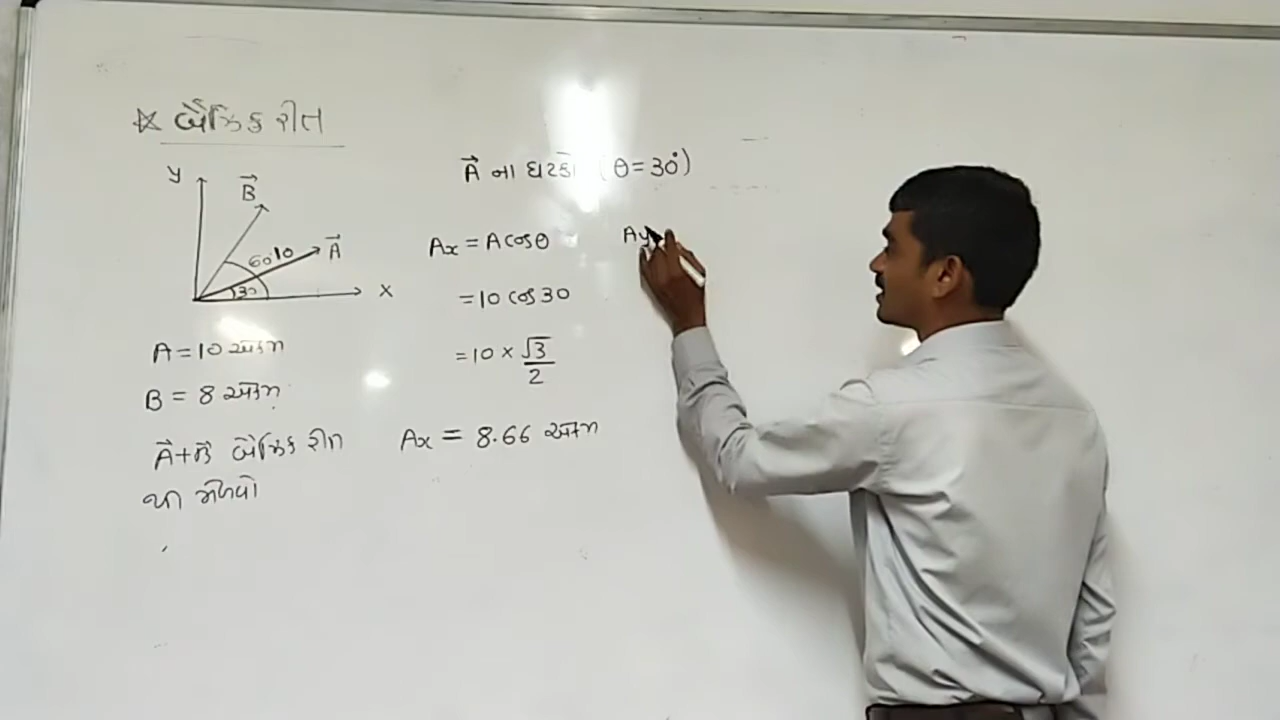 ☆ બૈઝિક રીત
y
B⃗
60° 10
A⃗
30
x
A = 10 એકમ
B = 8 એકમ
A⃗+B⃗ બૈઝિક રીત
થી મેળવો
A⃗ ના ઘટકો (θ = 30°)
Ax = A cosθ
= 10 cos 30
= 10 × √3/2
Ax = 8.66 એકમ
Ay